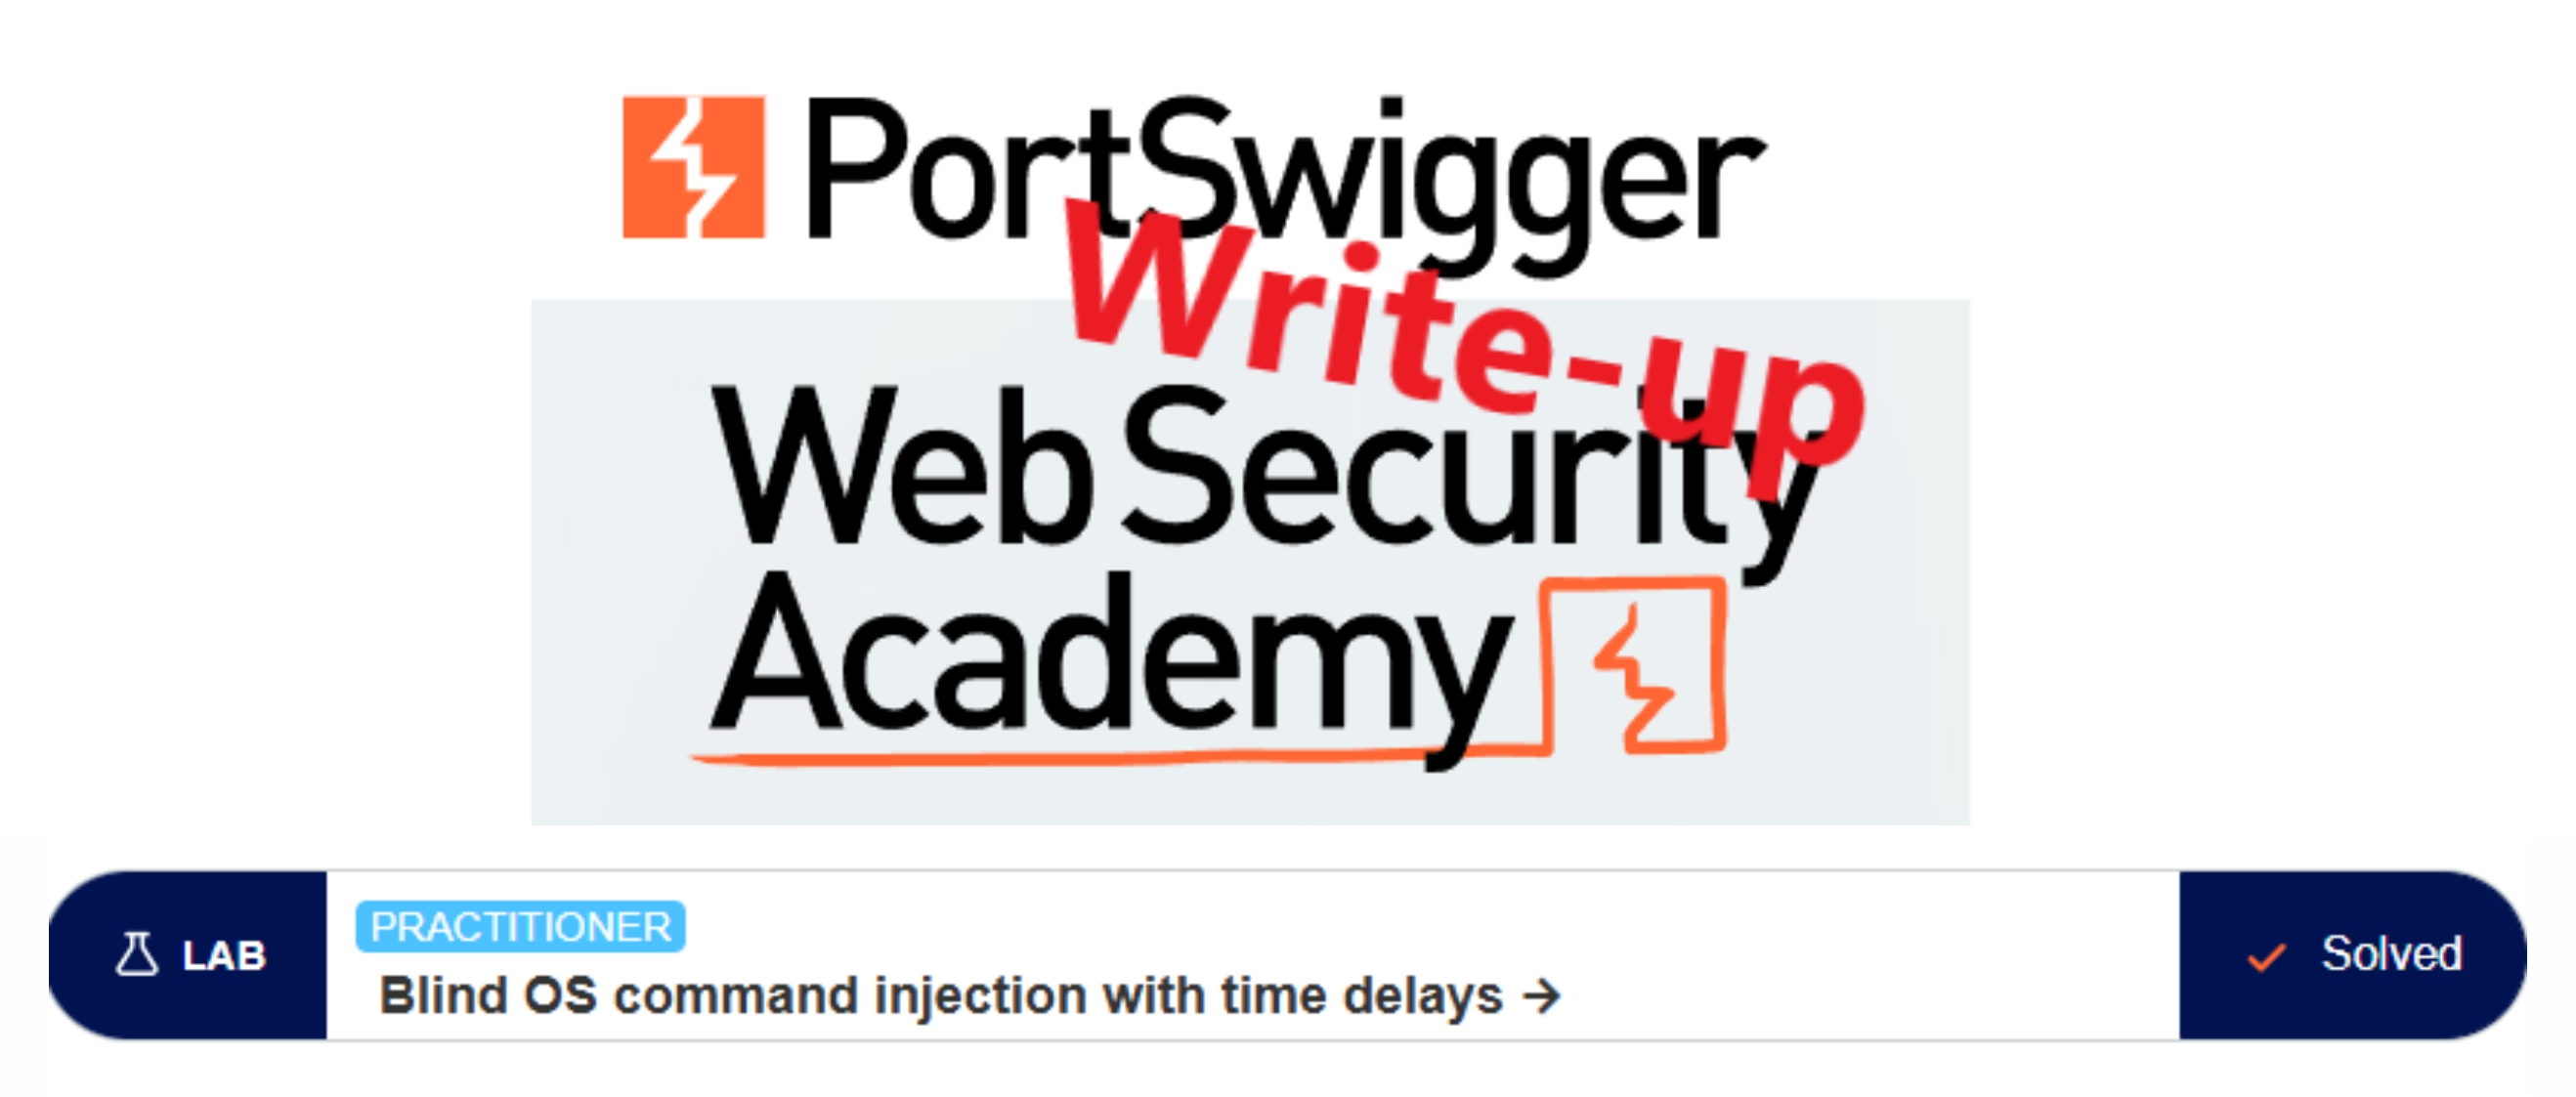 PortSwigger
Write-up
Web Security
Academy
LAB
PRACTITIONER
Blind OS command injection with time delays →
Solved